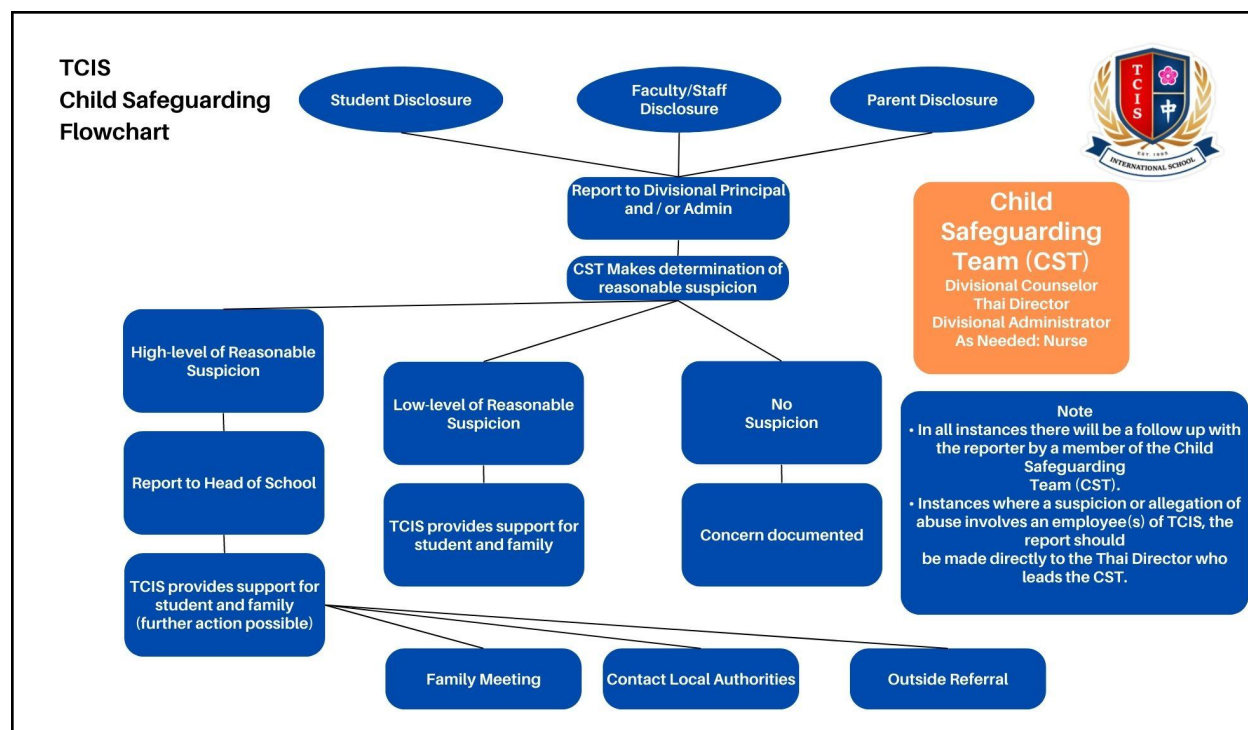 TCIS
Child Safeguarding
Flowchart
Student Disclosure
Faculty/Staff
Disclosure
Parent Disclosure
T
C
I
S
中
EST. 1993
INTERNATIONAL SCHOOL
Report to Divisional Principal
and / or Admin
CST Makes determination of
reasonable suspicion
Child
Safeguarding
Team (CST)
Divisional Counselor
Thai Director
Divisional Administrator
As Needed: Nurse
High-level of Reasonable
Suspicion
Low-level of Reasonable
Suspicion
No
Suspicion
Report to Head of School
TCIS provides support for
student and family
Concern documented
Note
• In all instances there will be a follow up with
the reporter by a member of the Child
Safeguarding
Team (CST).
• Instances where a suspicion or allegation of
abuse involves an employee(s) of TCIS, the
report should
be made directly to the Thai Director who
leads the CST.
TCIS provides support for
student and family
(further action possible)
Family Meeting
Contact Local Authorities
Outside Referral